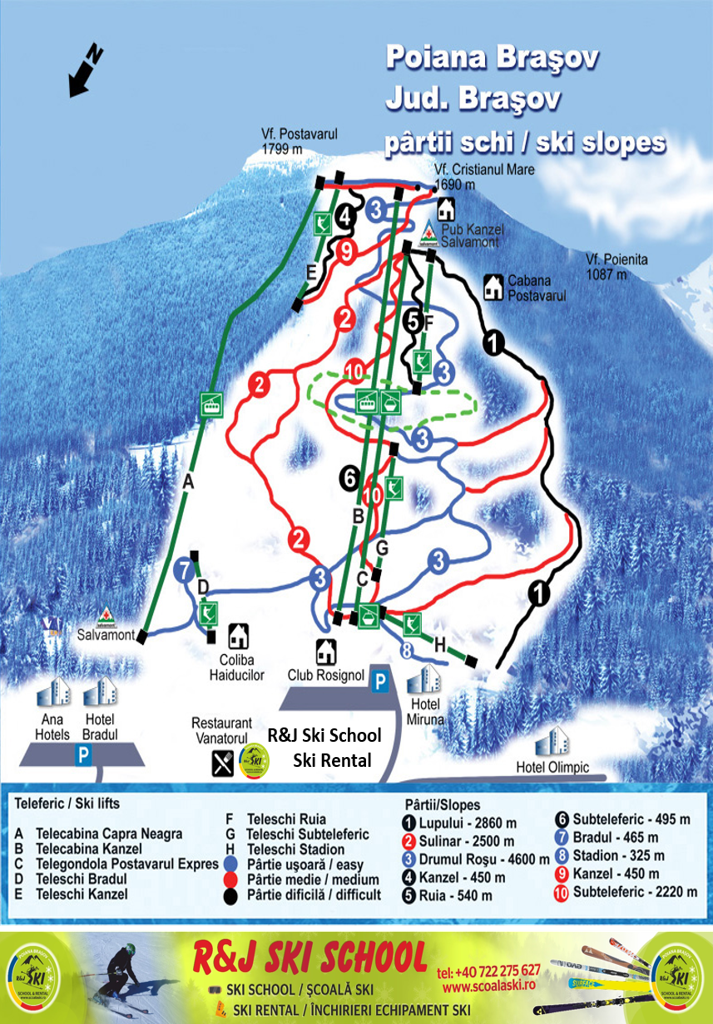 N
Poiana Braşov
Jud. Braşov
pârtii schi / ski slopes
Vf. Postavarul
1799 m
Vf. Cristianul Mare
1690 m
Pub Kanzel
Salvamont
Vf. Poienita
1087 m
Cabana
Postavarul
3
4
9
E
5
F
2
1
3
10
2
3
A
6
10
B
G
2
3
3
7
D
C
1
8
H
Salvamont
Coliba
Haiducilor
Club Rosignol
P
Hotel
Miruna
Ana
Hotels
Hotel
Bradul
P
Restaurant
Vanatorul
SKI
R&J Ski School
Ski Rental
Hotel Olimpic
Teleferic / Ski lifts
A Telecabina Capra Neagra
B Telecabina Kanzel
C Telegondola Postavarul Expres
D Teleschi Bradul
E Teleschi Kanzel
F Teleschi Ruia
G Teleschi Subteleferic
H Teleschi Stadion
Pârtie uşoară / easy
Pârtie medie / medium
Pârtie dificilă / difficult
Pârtii/Slopes
1 Lupului - 2860 m
2 Sulinar - 2500 m
3 Drumul Roşu - 4600 m
4 Kanzel - 450 m
5 Ruia - 540 m
6 Subteleferic - 495 m
7 Bradul - 465 m
8 Stadion - 325 m
9 Kanzel - 450 m
10 Subteleferic - 2220 m
R&J
SKI
SCHOOL & RENTAL
R&J SKI SCHOOL
SKI SCHOOL / ŞCOALĂ SKI
SKI RENTAL / ÎNCHIRIERI ECHIPAMENT SKI
tel: +40 722 275 627
www.scoalaski.ro
R&J
SKI
SCHOOL & RENTAL